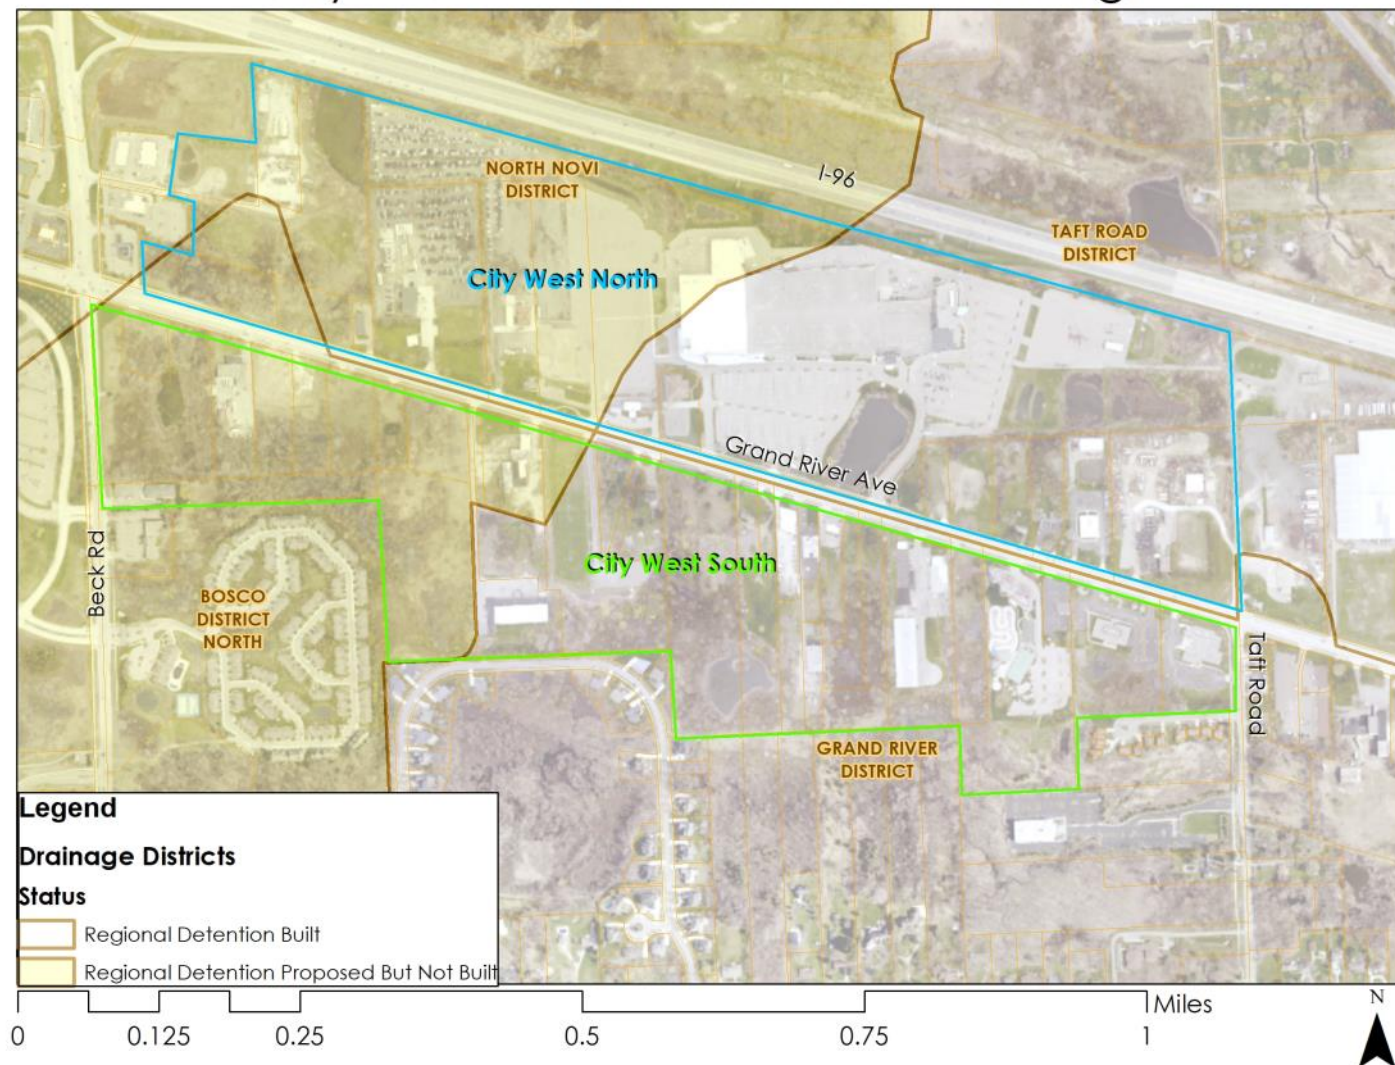 I-96
NORTH NOVI
DISTRICT
TAFT ROAD
DISTRICT
City West North
Grand River Ave
City West South
Beck Rd
BOSCO
DISTRICT
NORTH
Taft Road
GRAND RIVER
DISTRICT
Legend
Drainage Districts
Status
Regional Detention Built
Regional Detention Proposed But Not Built
Miles
N
0 0.125 0.25 0.5 0.75 1